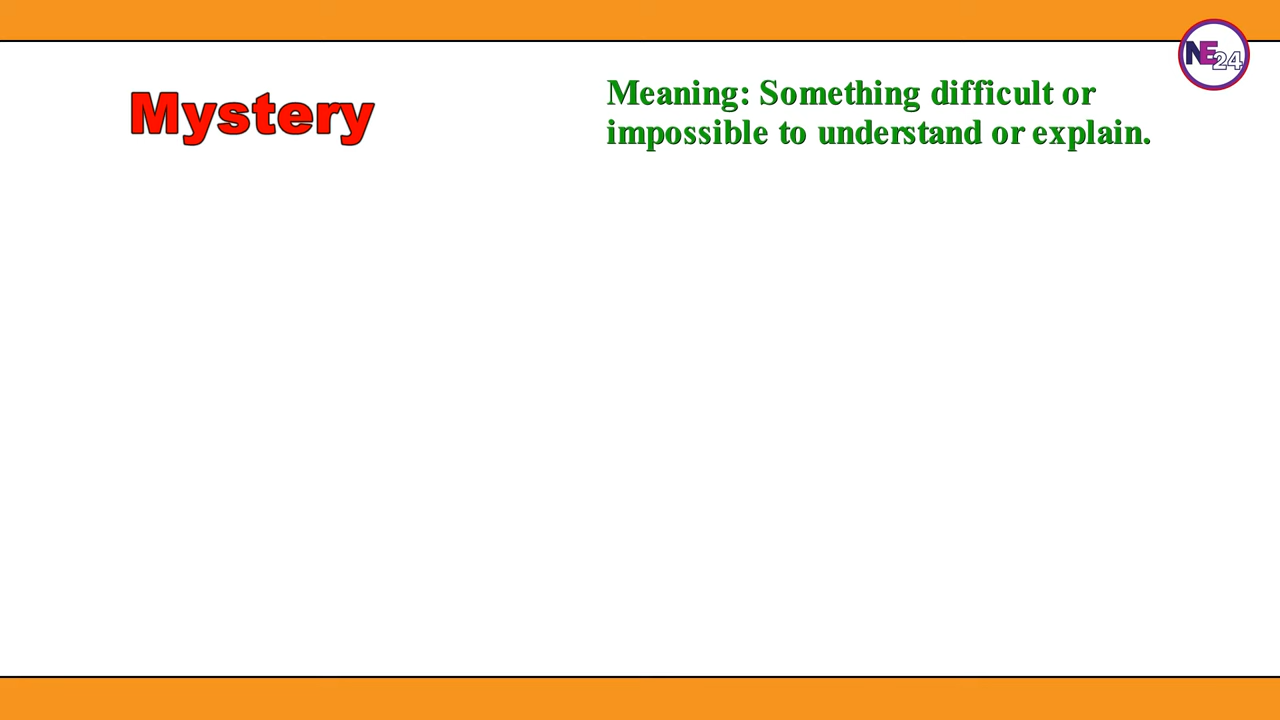 Mystery
Meaning: Something difficult or
impossible to understand or explain.
NE24